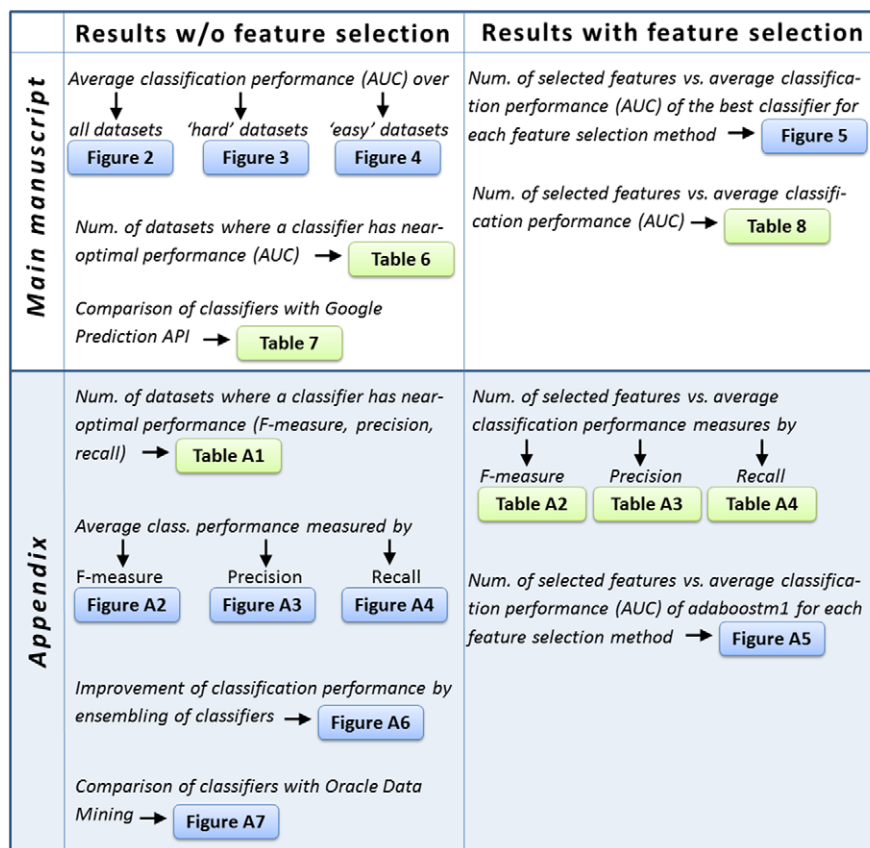 Results w/o feature selection
Results with feature selection
Main manuscript
Average classification performance (AUC) over
all datasets
'hard' datasets
'easy' datasets
Figure 2
Figure 3
Figure 4
Num. of datasets where a classifier has near-
optimal performance (AUC)
Table 6
Comparison of classifiers with Google
Prediction API
Table 7
Num. of selected features vs. average classifica-
tion performance (AUC) of the best classifier for
each feature selection method
Figure 5
Num. of selected features vs. average classifi-
cation performance (AUC)
Table 8
Appendix
Num. of datasets where a classifier has near-
optimal performance (F-measure, precision,
recall)
Table A1
Average class. performance measured by
F-measure
Precision
Recall
Figure A2
Figure A3
Figure A4
Improvement of classification performance by
ensembling of classifiers
Figure A6
Comparison of classifiers with Oracle Data
Mining
Figure A7
Num. of selected features vs. average
classification performance measures by
F-measure
Precision
Recall
Table A2
Table A3
Table A4
Num. of selected features vs. average classifica-
tion performance (AUC) of adaboostm1 for each
feature selection method
Figure A5